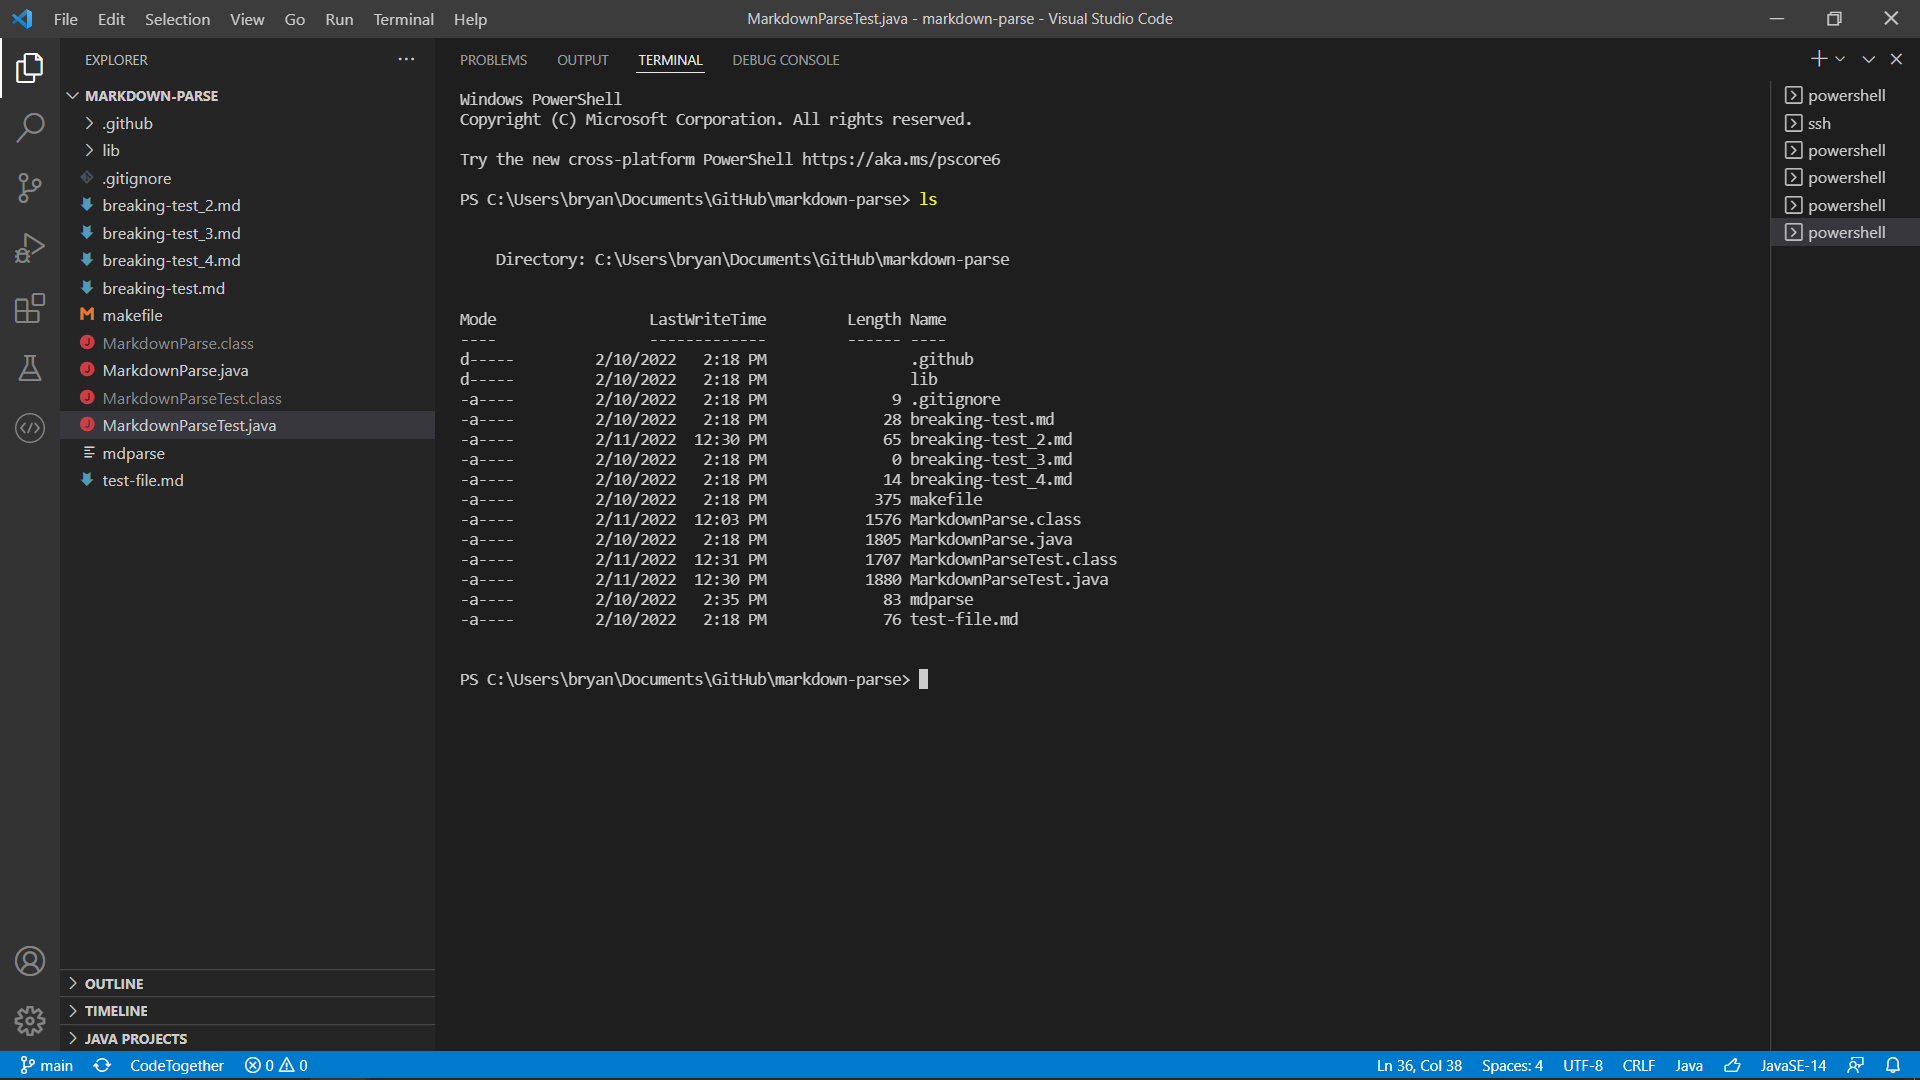 File Edit Selection View Go Run Terminal Help
MarkdownParseTest.java - markdown-parse - Visual Studio Code
EXPLORER
MARKDOWN-PARSE
.github
lib
.gitignore
breaking-test_2.md
breaking-test_3.md
breaking-test_4.md
breaking-test.md
makefile
MarkdownParse.class
MarkdownParse.java
MarkdownParseTest.class
MarkdownParseTest.java
mdparse
test-file.md
OUTLINE
TIMELINE
JAVA PROJECTS
PROBLEMS OUTPUT TERMINAL DEBUG CONSOLE
Windows PowerShell
Copyright (C) Microsoft Corporation. All rights reserved.
Try the new cross-platform PowerShell https://aka.ms/pscore6
PS C:\Users\bryan\Documents\GitHub\markdown-parse> ls
Directory: C:\Users\bryan\Documents\GitHub\markdown-parse
Mode LastWriteTime Length Name
---- ------------- ------ ----
d----- 2/10/2022 2:18 PM .github
d----- 2/10/2022 2:18 PM lib
-a---- 2/10/2022 2:18 PM 9 .gitignore
-a---- 2/10/2022 2:18 PM 28 breaking-test.md
-a---- 2/11/2022 12:30 PM 65 breaking-test_2.md
-a---- 2/10/2022 2:18 PM 0 breaking-test_3.md
-a---- 2/10/2022 2:18 PM 14 breaking-test_4.md
-a---- 2/10/2022 2:18 PM 375 makefile
-a---- 2/11/2022 12:03 PM 1576 MarkdownParse.class
-a---- 2/10/2022 2:18 PM 1805 MarkdownParse.java
-a---- 2/11/2022 12:31 PM 1707 MarkdownParseTest.class
-a---- 2/11/2022 12:30 PM 1880 MarkdownParseTest.java
-a---- 2/10/2022 2:35 PM 83 mdparse
-a---- 2/10/2022 2:18 PM 76 test-file.md
PS C:\Users\bryan\Documents\GitHub\markdown-parse>
powershell
ssh
powershell
powershell
powershell
powershell
main CodeTogether 0 0 Ln 36, Col 38 Spaces: 4 UTF-8 CRLF Java JavaSE-14